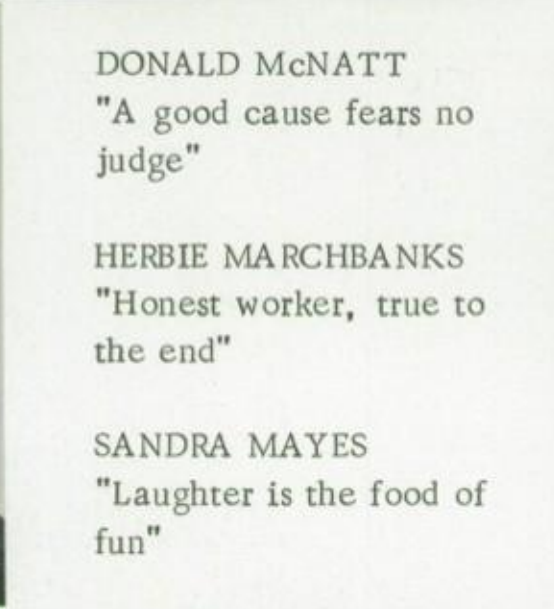 DONALD McNATT
"A good cause fears no
judge"
HERBIE MARCHBANKS
"Honest worker, true to
the end"
SANDRA MAYES
"Laughter is the food of
fun"